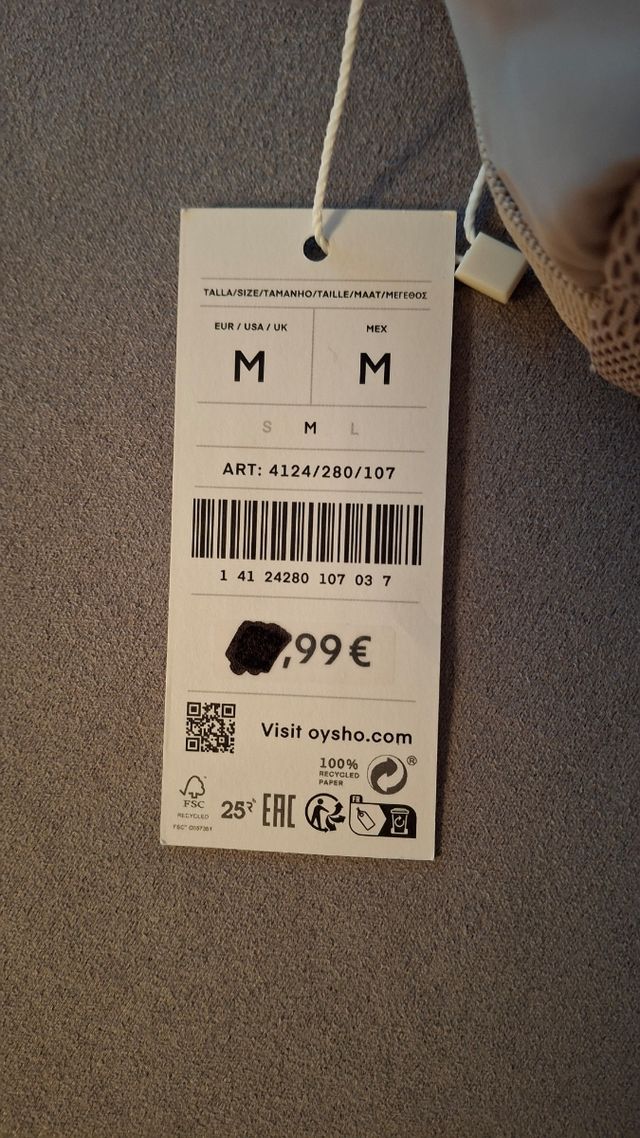 TALLA/SIZE/TAMANHO/TAILLE/MAAT/ΜΕΓΕΘΟΣ
EUR / USA / UK
MEX
M
M
S M L
ART: 4124/280/107
1 41 24280 107 03 7
,99 €
Visit oysho.com
100%
RECYCLED
PAPER
®
FSC
RECYCLED
25
EAC
FR